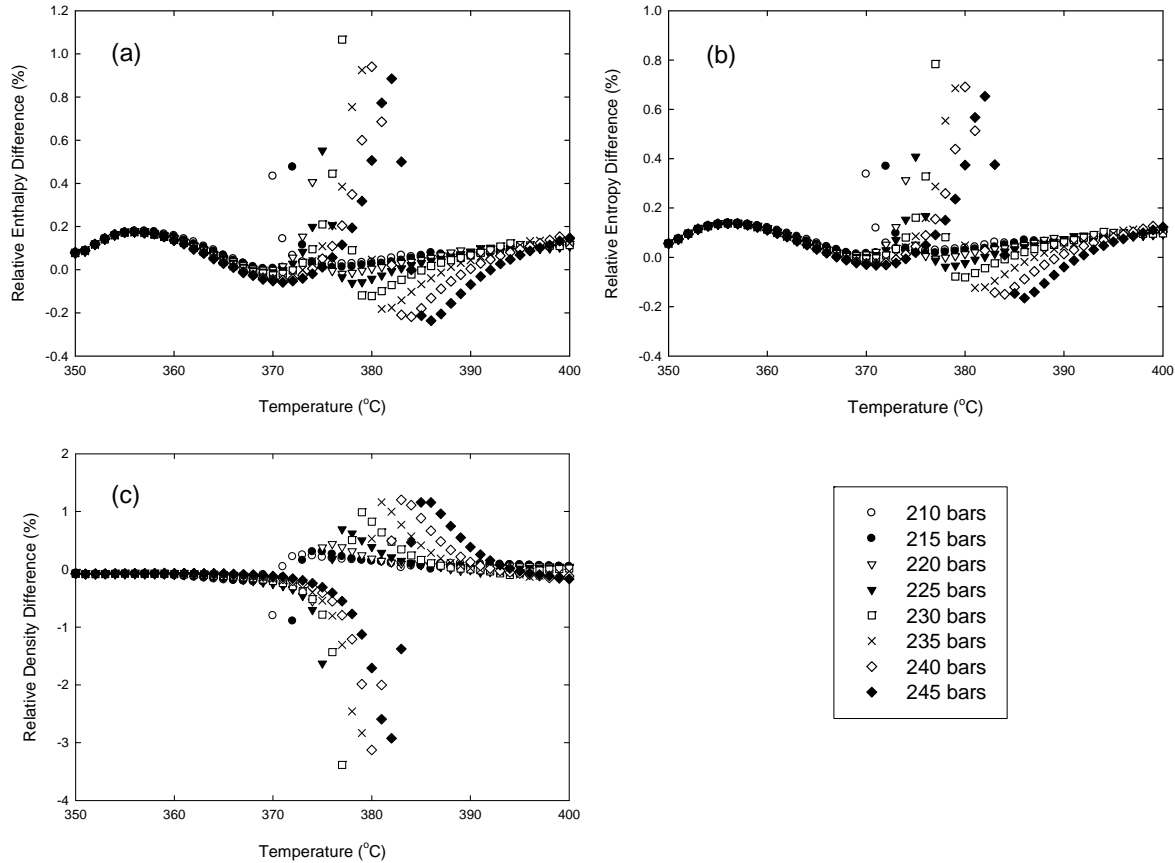 (a)
Relative Enthalpy Difference (%)
1.2
1.0
0.8
0.6
0.4
0.2
0.0
-0.2
-0.4
350 360 370 380 390 400
Temperature (°C)
(b)
Relative Entropy Difference (%)
1.0
0.8
0.6
0.4
0.2
0.0
-0.2
-0.4
350 360 370 380 390 400
Temperature (°C)
(c)
Relative Density Difference (%)
2
1
0
-1
-2
-3
-4
350 360 370 380 390 400
Temperature (°C)
210 bars
215 bars
220 bars
225 bars
230 bars
235 bars
240 bars
245 bars